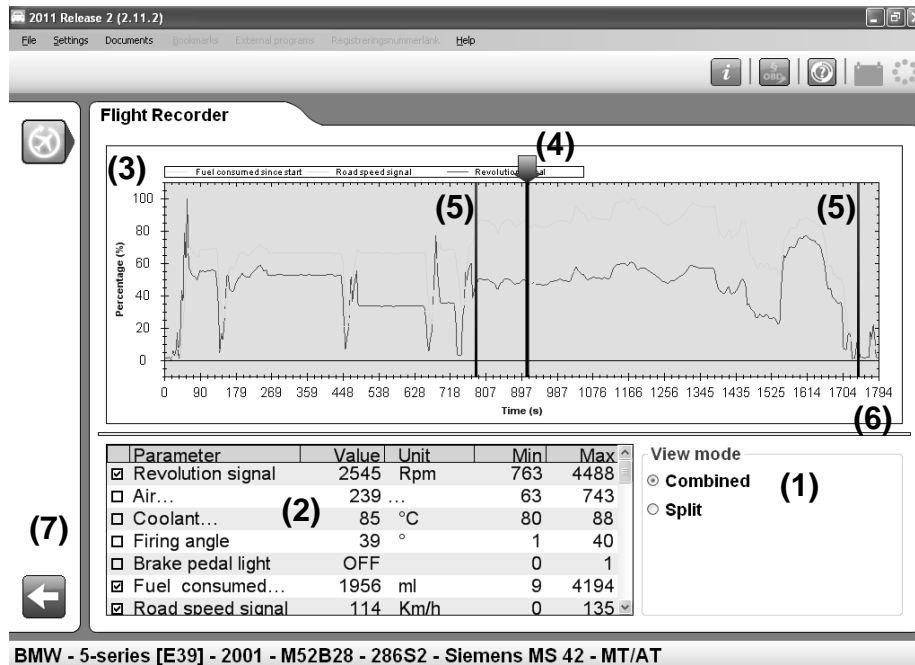 2011 Release 2 (2.11.2)
File Settings Documents Bookmarks External programs Registreringsnummerlänk Help
i § OBD
Flight Recorder
(3) (4)
Fuel consumed since start Road speed signal Revolution signal
(5) (5)
Percentage (%)
100
80
60
40
20
0
0 90 179 269 359 448 538 628 718 807 897 987 1076 1166 1256 1345 1435 1525 1614 1704 1794
Time (s)
(6)
Parameter Value Unit Min Max
Revolution signal 2545 Rpm 763 4488
Air... 239 ... 63 743
Coolant... 85 °C 80 88
Firing angle 39 ° 1 40
Brake pedal light OFF 0 1
Fuel consumed... 1956 ml 9 4194
Road speed signal 114 Km/h 0 135
(2)
View mode
Combined
Split
(1)
(7)
BMW - 5-series [E39] - 2001 - M52B28 - 286S2 - Siemens MS 42 - MT/AT